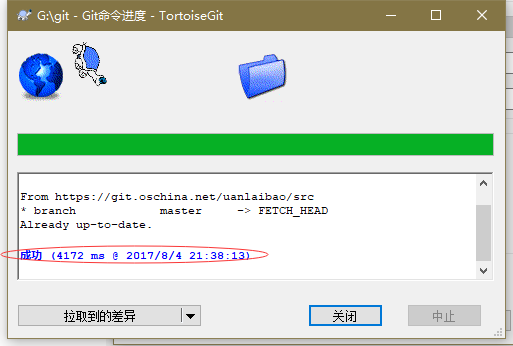 G:\git - Git命令进度 - TortoiseGit
From https://git.oschina.net/uanlaibao/src
* branch master -> FETCH_HEAD
Already up-to-date.
成功 (4172 ms @ 2017/8/4 21:38:13)
拉取到的差异 关闭 中止